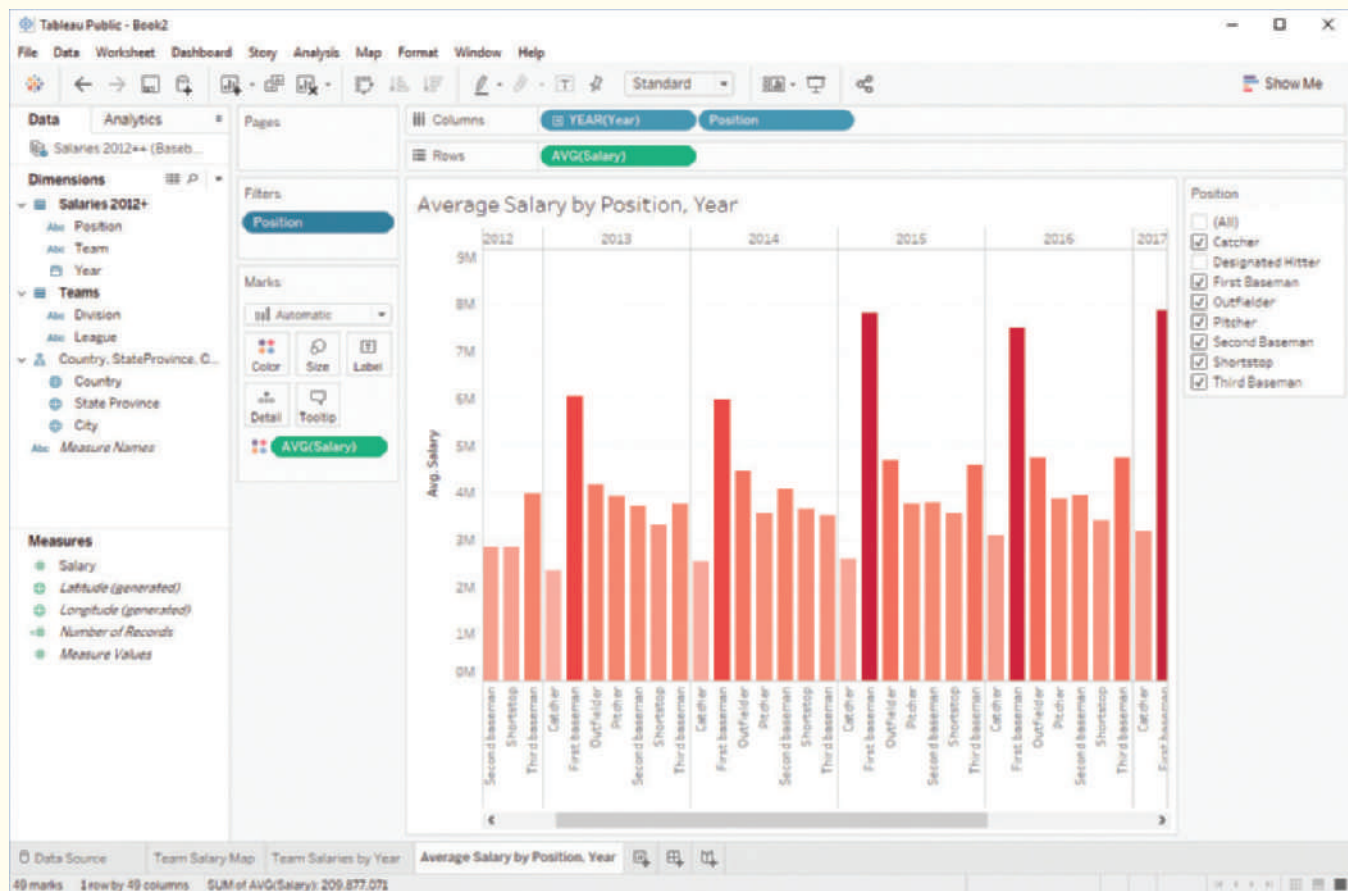 Tableau Public - Book2
File Data Worksheet Dashboard Story Analysis Map Format Window Help
Standard
Show Me
Data Analytics
Salaries 2012++ (Baseb...
Dimensions
Salaries 2012+
Abc Position
Abc Team
Year
Teams
Abc Division
Abc League
Country, StateProvince, C...
Country
State Province
City
Abc Measure Names
Measures
Salary
Latitude (generated)
Longitude (generated)
Number of Records
Measure Values
Pages
Filters
Position
Marks
Automatic
Color Size Label
Detail Tooltip
AVG(Salary)
Columns YEAR(Year) Position
Rows AVG(Salary)
Average Salary by Position, Year
2012 2013 2014 2015 2016 2017
9M
8M
7M
6M
5M
4M
3M
2M
1M
0M
Avg. Salary
Second baseman
Shortstop
Third baseman
Catcher
First baseman
Outfielder
Pitcher
Second baseman
Shortstop
Third baseman
Catcher
First baseman
Outfielder
Pitcher
Second baseman
Shortstop
Third baseman
Catcher
First baseman
Outfielder
Pitcher
Second baseman
Shortstop
Third baseman
Catcher
First baseman
Outfielder
Pitcher
Second baseman
Shortstop
Third baseman
Catcher
First baseman
Position
(All)
Catcher
Designated Hitter
First Baseman
Outfielder
Pitcher
Second Baseman
Shortstop
Third Baseman
Data Source Team Salary Map Team Salaries by Year Average Salary by Position, Year
49 marks 1 row by 49 columns SUM of AVG(Salary): 209,877,071